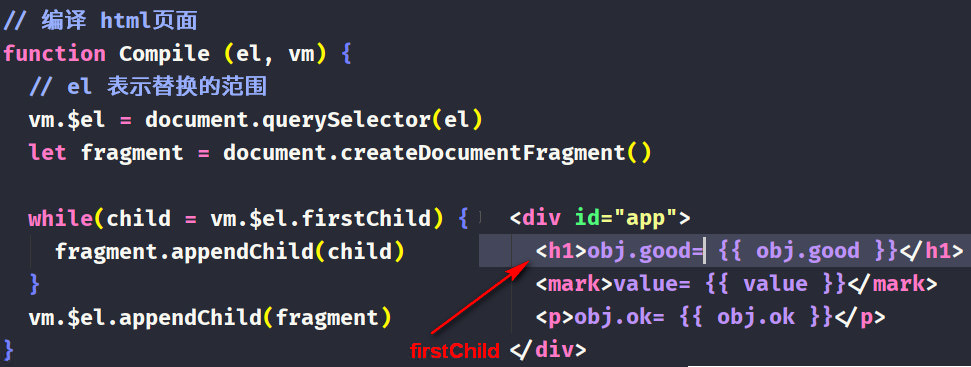 // 编译 html页面
function Compile (el, vm) {
// el 表示替换的范围
vm.$el = document.querySelector(el)
let fragment = document.createDocumentFragment()
while(child = vm.$el.firstChild) {
fragment.appendChild(child)
}
vm.$el.appendChild(fragment)
}
<div id="app">
<h1>obj.good= {{ obj.good }}</h1>
<mark>value= {{ value }}</mark>
<p>obj.ok= {{ obj.ok }}</p>
</div>
firstChild